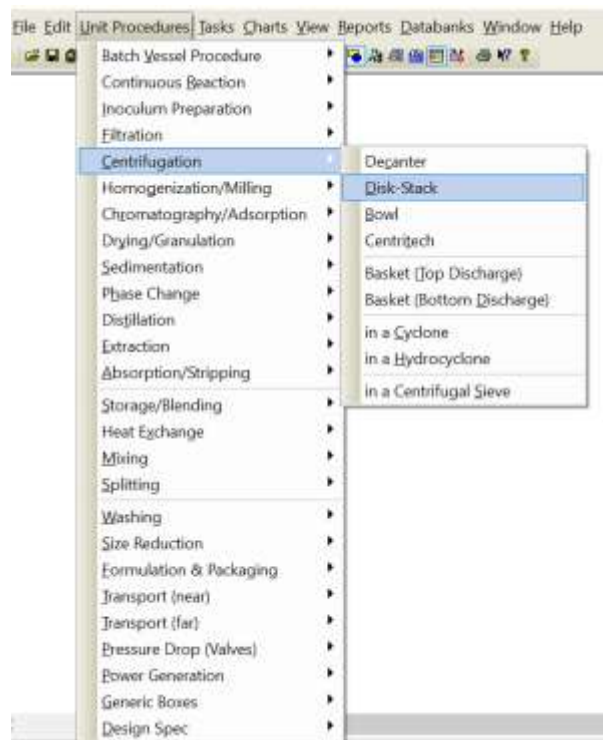 File Edit Unit Procedures Tasks Charts View Reports Databanks Window Help
Batch Vessel Procedure
Continuous Reaction
Inoculum Preparation
Filtration
Centrifugation
Homogenization/Milling
Chromatography/Adsorption
Drying/Granulation
Sedimentation
Phase Change
Distillation
Extraction
Absorption/Stripping
Storage/Blending
Heat Exchange
Mixing
Splitting
Washing
Size Reduction
Formulation & Packaging
Transport (near)
Transport (far)
Pressure Drop (Valves)
Power Generation
Generic Boxes
Design Spec
Decanter
Disk-Stack
Bowl
Centritech
Basket (Top Discharge)
Basket (Bottom Discharge)
in a Cyclone
in a Hydrocyclone
in a Centrifugal Sieve